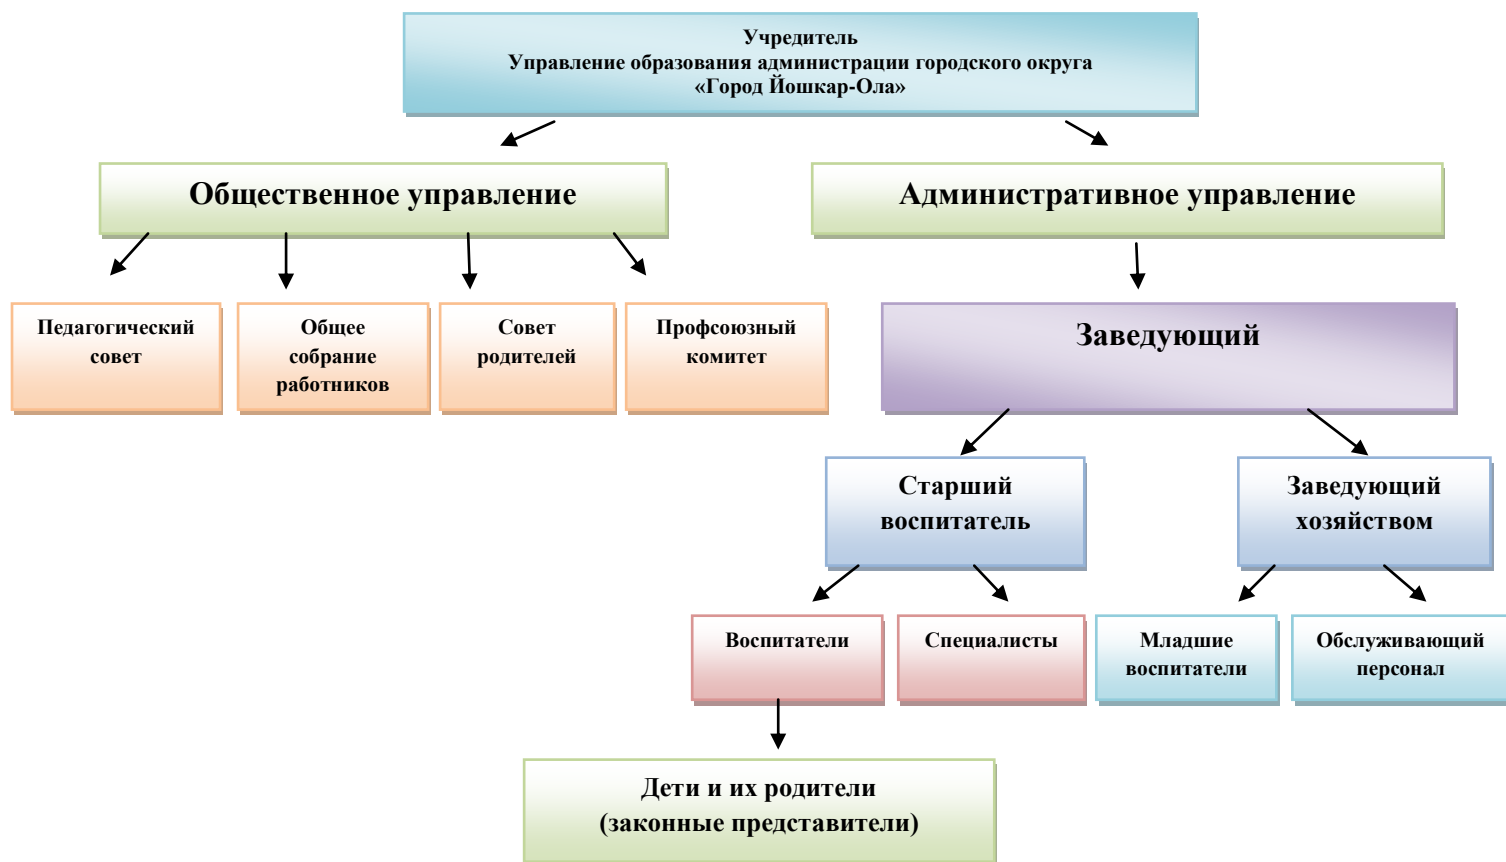 Учредитель
Управление образования администрации городского округа
«Город Йошкар-Ола»
Общественное управление
Административное управление
Педагогический
совет
Общее
собрание
работников
Совет
родителей
Профсоюзный
комитет
Заведующий
Старший
воспитатель
Заведующий
хозяйством
Воспитатели
Специалисты
Младшие
воспитатели
Обслуживающий
персонал
Дети и их родители
(законные представители)